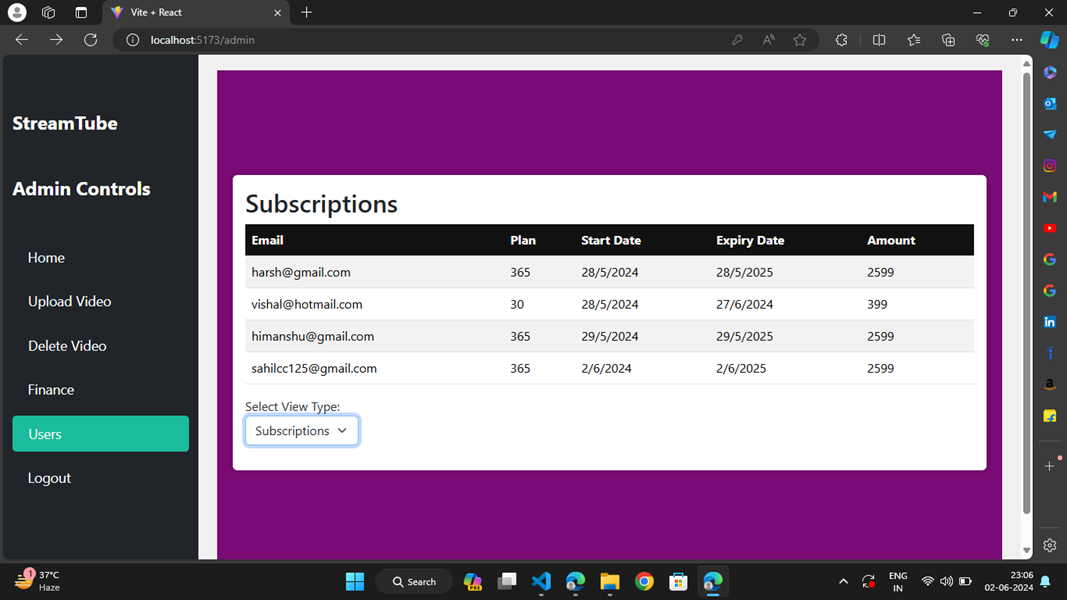 Vite + React
localhost:5173/admin
StreamTube
Admin Controls
Home
Upload Video
Delete Video
Finance
Users
Logout
Subscriptions
Email Plan Start Date Expiry Date Amount
harsh@gmail.com 365 28/5/2024 28/5/2025 2599
vishal@hotmail.com 30 28/5/2024 27/6/2024 399
himanshu@gmail.com 365 29/5/2024 29/5/2025 2599
sahilcc125@gmail.com 365 2/6/2024 2/6/2025 2599
Select View Type:
Subscriptions
1
37°C
Haze
Search
PRE
ENG
IN
23:06
02-06-2024